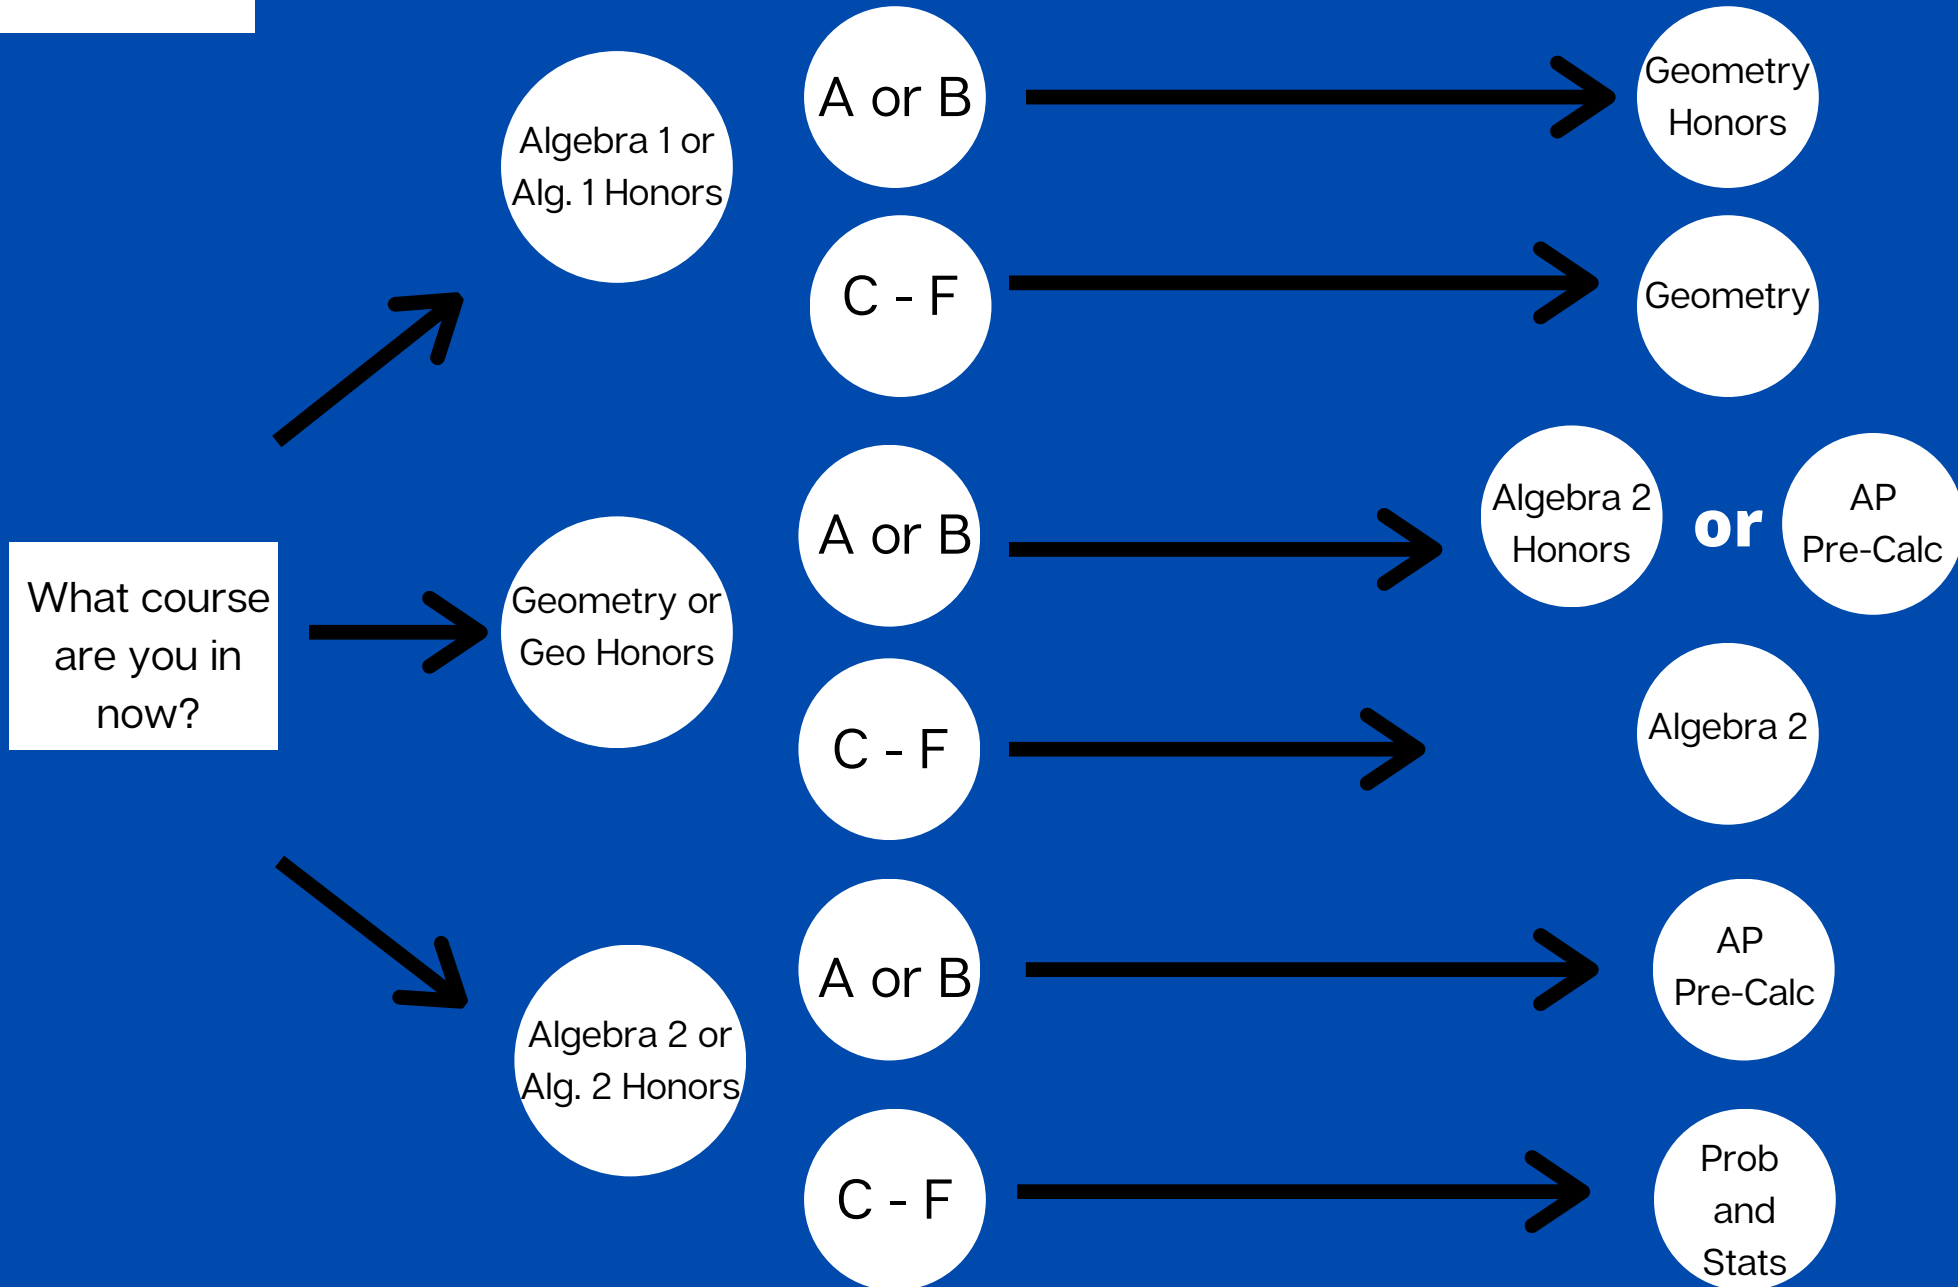 What course
are you in
now?
Algebra 1 or
Alg. 1 Honors
A or B
Geometry
Honors
C - F
Geometry
Geometry or
Geo Honors
A or B
Algebra 2
Honors
or
AP
Pre-Calc
C - F
Algebra 2
Algebra 2 or
Alg. 2 Honors
A or B
AP
Pre-Calc
C - F
Prob
and
Stats